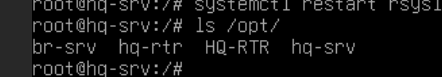 root@hq-srv:/# systemctl restart rsysl
root@hq-srv:/# ls /opt/
br-srv hq-rtr HQ-RTR hq-srv
root@hq-srv:/#